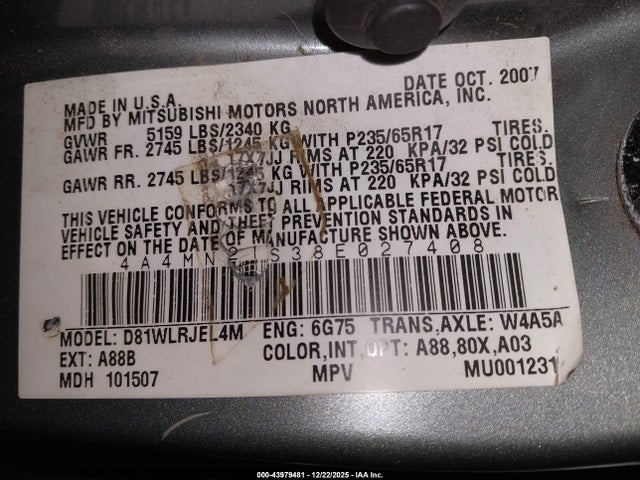 MADE IN U.S.A. DATE OCT. 2007
MFD BY MITSUBISHI MOTORS NORTH AMERICA, INC.
GVWR 5159 LBS/2340 KG
GAWR FR. 2745 LBS/1245 KG WITH P235/65R17 TIRES.
17X7JJ RIMS AT 220 KPA/32 PSI COLD
GAWR RR. 2745 LBS/1245 KG WITH P235/65R17 TIRES.
17X7JJ RIMS AT 220 KPA/32 PSI COLD
THIS VEHICLE CONFORMS TO ALL APPLICABLE FEDERAL MOTOR
VEHICLE SAFETY AND THEFT PREVENTION STANDARDS IN
EFFECT ON THE DATE OF MANUFACTURE SHOWN ABOVE.
MODEL: D81WLRJEL4M ENG: 6G75 TRANS,AXLE: W4A5A
EXT: A88B COLOR,INT,OPT: A88,80X,A03
MDH 101507 MPV MU001231
000-43979481 - 12/22/2025 - IAA Inc.